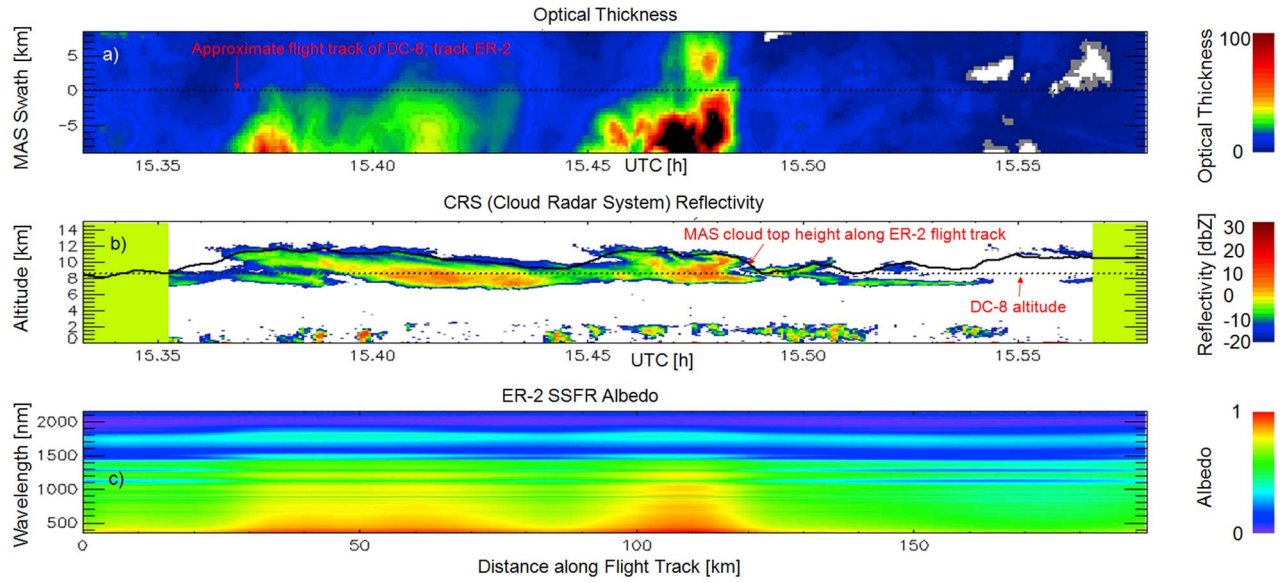 Optical Thickness
MAS Swath [km]
a)
Approximate flight track of DC-8; track ER-2
5
0
-5
15.35
15.40
15.45
15.50
15.55
UTC [h]
Optical Thickness
100
0
CRS (Cloud Radar System) Reflectivity
Altitude [km]
b)
MAS cloud top height along ER-2 flight track
DC-8 altitude
14
12
10
8
6
4
2
0
15.35
15.40
15.45
15.50
15.55
UTC [h]
Reflectivity [dbZ]
30
20
10
0
-10
-20
ER-2 SSFR Albedo
Wavelength [nm]
c)
2000
1500
1000
500
0
50
100
150
Distance along Flight Track [km]
Albedo
1
0